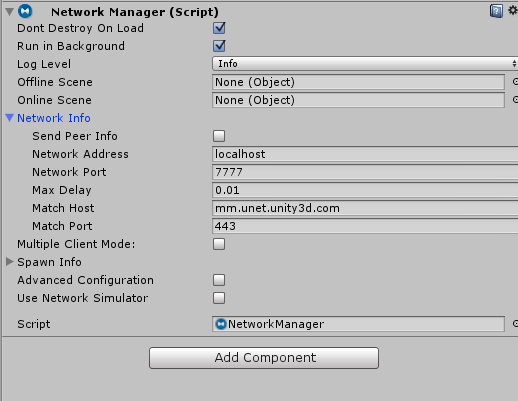 Network Manager (Script)
Dont Destroy On Load
Run in Background
Log Level Info
Offline Scene None (Object)
Online Scene None (Object)
Network Info
Send Peer Info
Network Address localhost
Network Port 7777
Max Delay 0.01
Match Host mm.unet.unity3d.com
Match Port 443
Multiple Client Mode:
Spawn Info
Advanced Configuration
Use Network Simulator
Script NetworkManager
Add Component